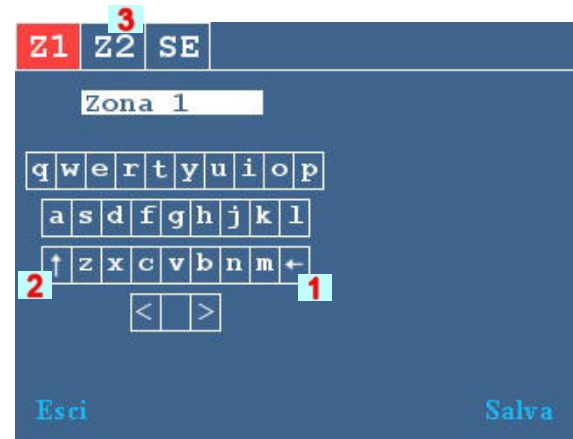 3
Z1 Z2 SE
Zona 1
q w e r t y u i o p
a s d f g h j k l
↑ z x c v b n m ←
2 1
< >
Esci Salva